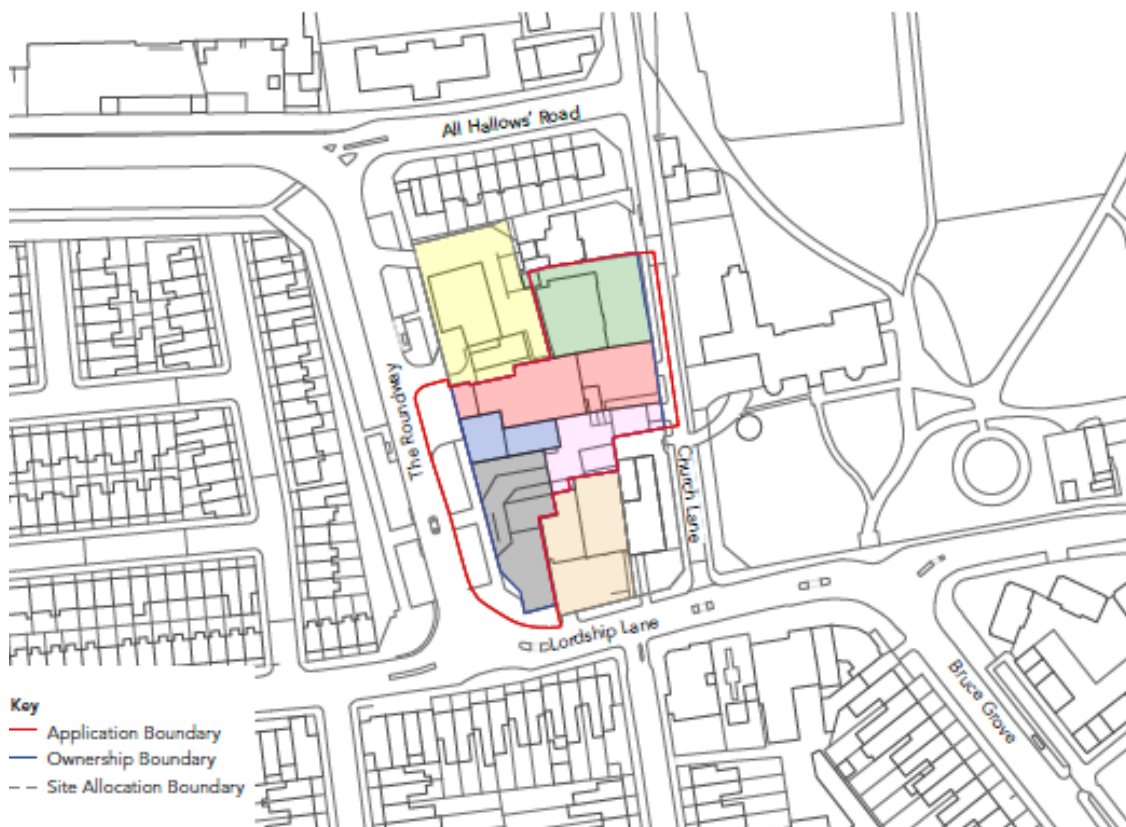 All Hallows' Road
The Roundway
Church Lane
Lordship Lane
Bruce Grove
Key
Application Boundary
Ownership Boundary
Site Allocation Boundary